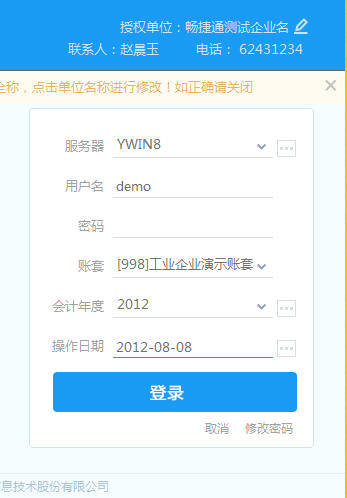 授权单位：畅捷通测试企业名
联系人：赵晨玉 电话： 62431234
全称，点击单位名称进行修改！如正确请关闭
服务器 YWIN8
用户名 demo
密码
账套 [998]工业企业演示账套
会计年度 2012
操作日期 2012-08-08
登录
取消 修改密码
信息技术股份有限公司